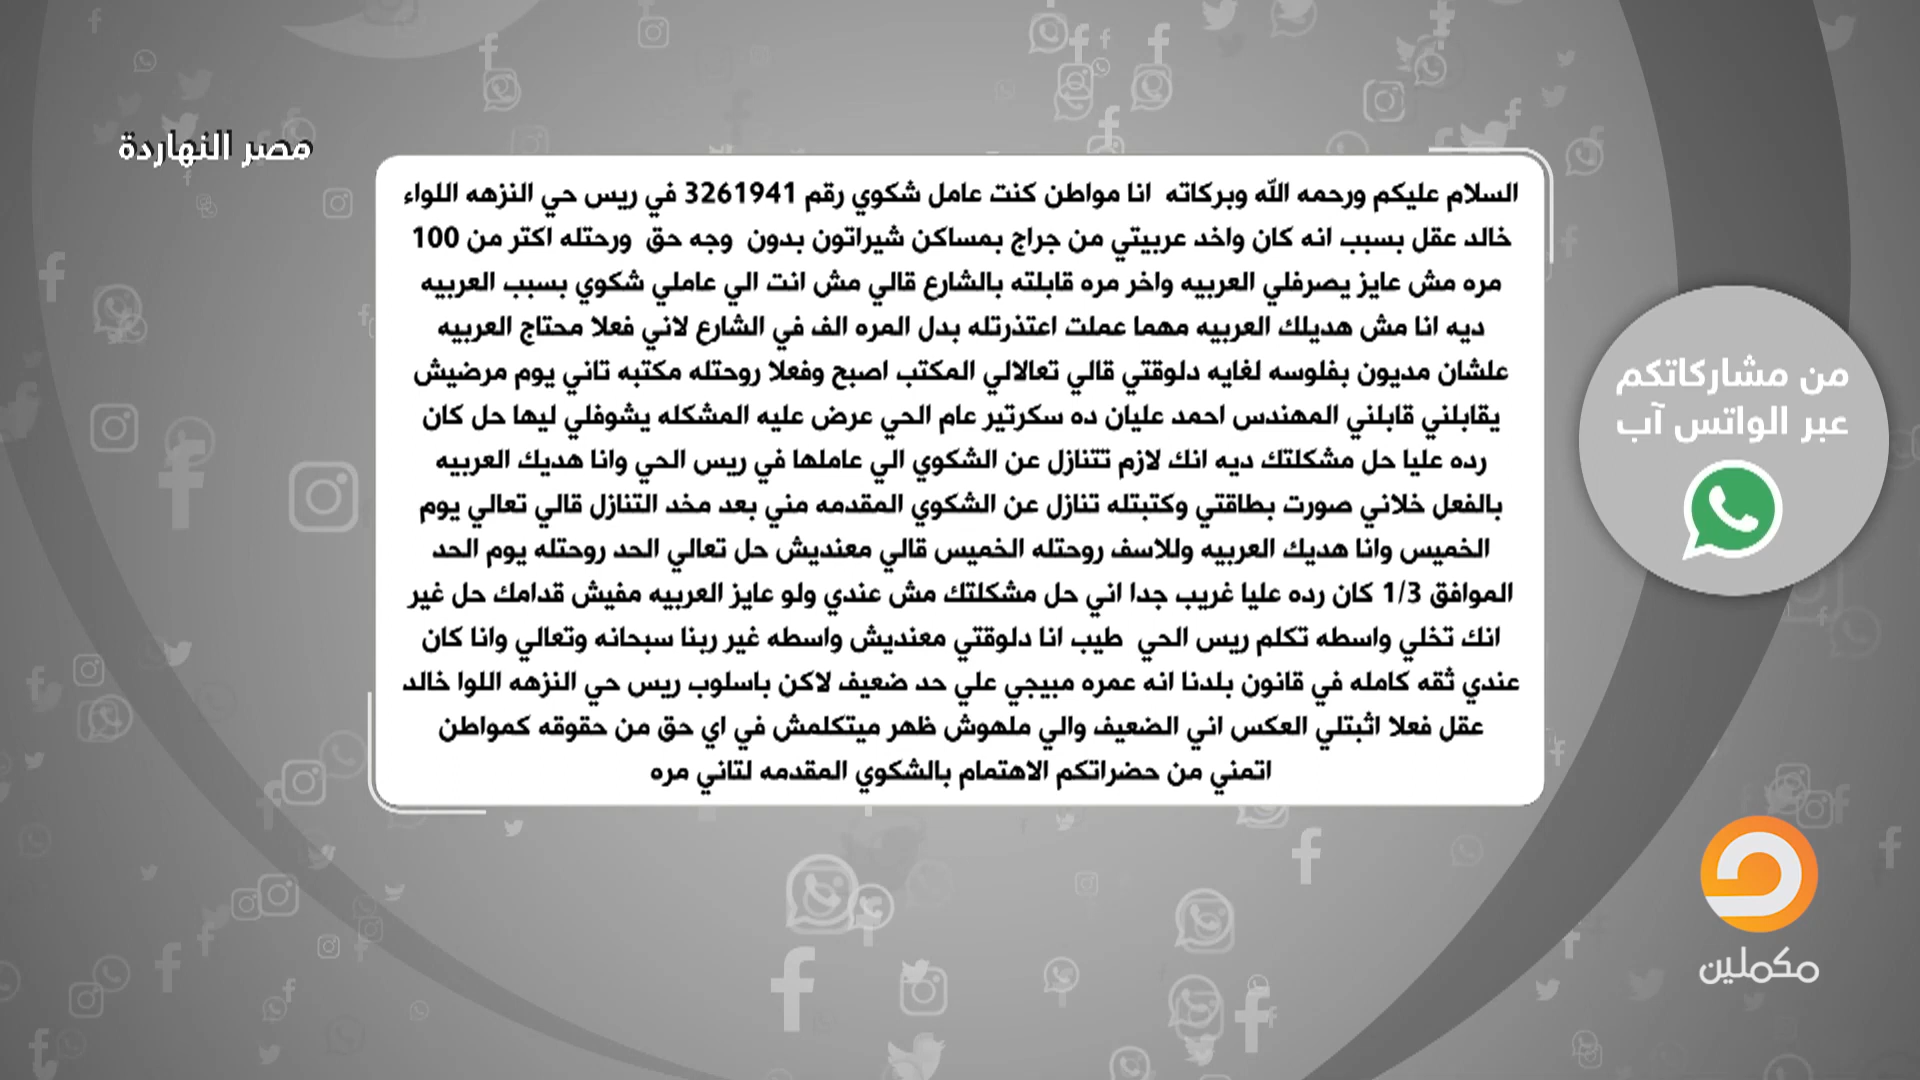 مصر النهاردة
السلام عليكم ورحمه الله وبركاته انا مواطن كنت عامل شكوي رقم 3261941 في ريس حي النزهه اللواء
خالد عقل بسبب انه كان واخد عربيتي من جراج بمساكن شيراتون بدون وجه حق ورحتله اكتر من 100
مره مش عايز يصرفلي العربيه واخر مره قابلته بالشارع قالي مش انت الي عاملي شكوي بسبب العربيه
ديه انا مش هديلك العربيه مهما عملت اعتذرتله بدل المره الف في الشارع لاني فعلا محتاج العربيه
علشان مديون بفلوسه لغايه دلوقتي قالي تعالالي المكتب اصبح وفعلا روحتله مكتبه تاني يوم مرضيش
يقابلني قابلني المهندس احمد عليان ده سكرتير عام الحي عرض عليه المشكله يشوفلي ليها حل كان
رده عليا حل مشكلتك ديه انك لازم تتنازل عن الشكوي الي عاملها في ريس الحي وانا هديك العربيه
بالفعل خلاني صورت بطاقتي وكتبتله تنازل عن الشكوي المقدمه مني بعد مخد التنازل قالي تعالي يوم
الخميس وانا هديك العربيه وللاسف روحتله الخميس قالي معنديش حل تعالي الحد روحتله يوم الحد
الموافق 1/3 كان رده عليا غريب جدا اني حل مشكلتك مش عندي ولو عايز العربيه مفيش قدامك حل غير
انك تخلي واسطه تكلم ريس الحي طيب انا دلوقتي معنديش واسطه غير ربنا سبحانه وتعالي وانا كان
عندي ثقه كامله في قانون بلدنا انه عمره مبيجي علي حد ضعيف لاكن باسلوب ريس حي النزهه اللوا خالد
عقل فعلا اثبتلي العكس اني الضعيف والي ملهوش ظهر ميتكلمش في اي حق من حقوقه كمواطن
اتمني من حضراتكم الاهتمام بالشكوي المقدمه لتاني مره
من مشاركاتكم
عبر الواتس آب
مكملين